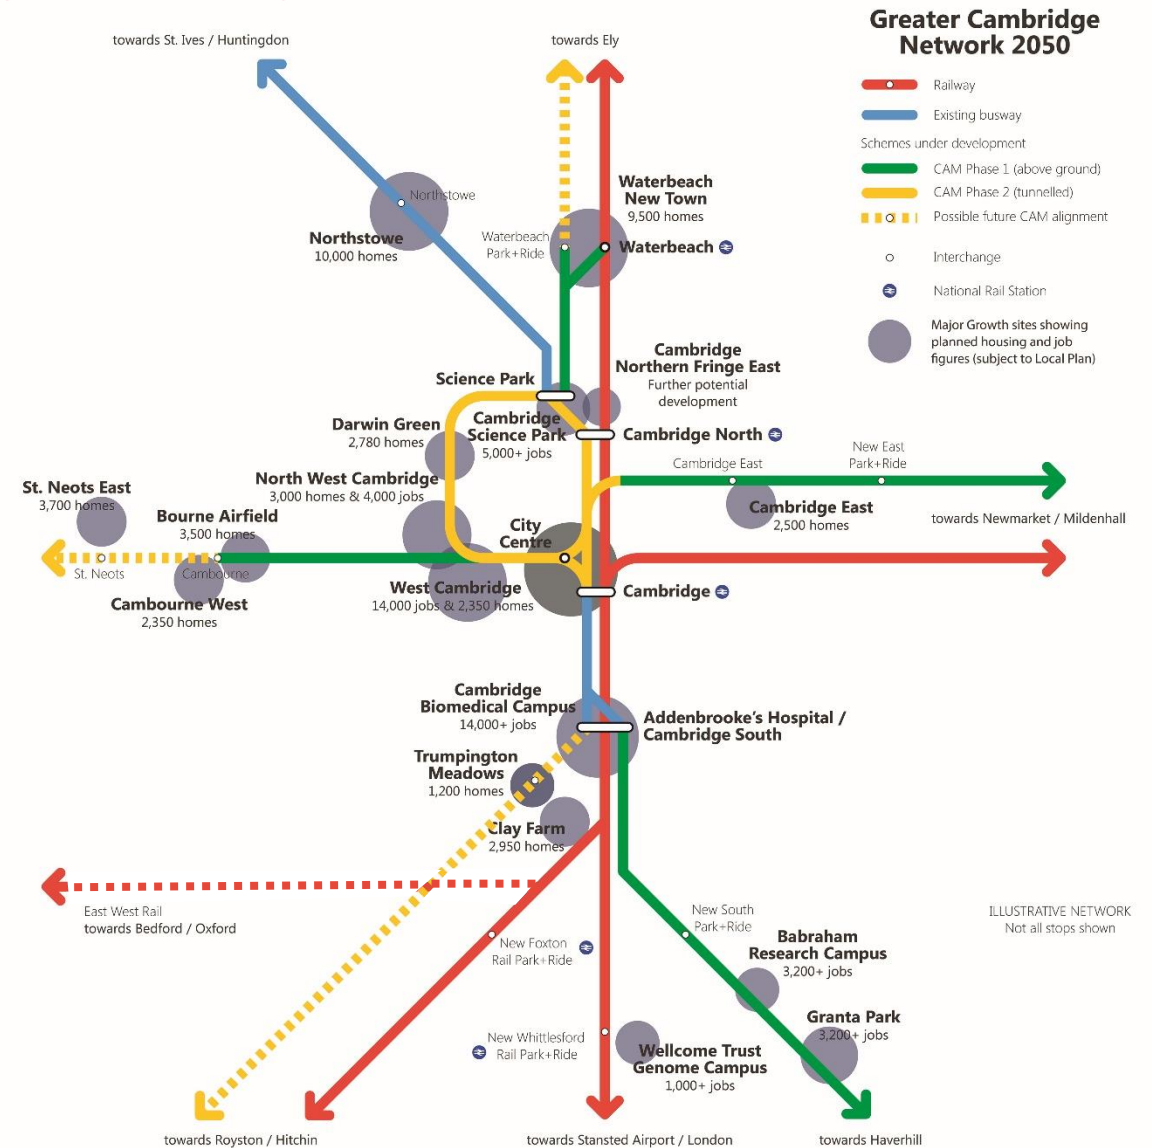 Greater Cambridge
Network 2050
Railway
Existing busway
Schemes under development
CAM Phase 1 (above ground)
CAM Phase 2 (tunnelled)
Possible future CAM alignment
Interchange
National Rail Station
Major Growth sites showing
planned housing and job
figures (subject to Local Plan)
towards St. Ives / Huntingdon
towards Ely
Northstowe
Northstowe
10,000 homes
Waterbeach
New Town
9,500 homes
Waterbeach
Park+Ride
Waterbeach
Science Park
Cambridge
Northern Fringe East
Further potential
development
Darwin Green
2,780 homes
Cambridge
Science Park
5,000+ jobs
Cambridge North
North West Cambridge
3,000 homes & 4,000 jobs
Cambridge East
New East
Park+Ride
Cambridge East
2,500 homes
towards Newmarket / Mildenhall
St. Neots East
3,700 homes
Bourne Airfield
3,500 homes
City
Centre
St. Neots
Cambourne
Cambourne West
2,350 homes
West Cambridge
14,000 jobs & 2,350 homes
Cambridge
Cambridge
Biomedical Campus
14,000+ jobs
Addenbrooke's Hospital /
Cambridge South
Trumpington
Meadows
1,200 homes
Clay Farm
2,950 homes
East West Rail
towards Bedford / Oxford
New Foxton
Rail Park+Ride
New South
Park+Ride
Babraham
Research Campus
3,200+ jobs
ILLUSTRATIVE NETWORK
Not all stops shown
Granta Park
3,200+ jobs
New Whittlesford
Rail Park+Ride
Wellcome Trust
Genome Campus
1,000+ jobs
towards Royston / Hitchin
towards Stansted Airport / London
towards Haverhill